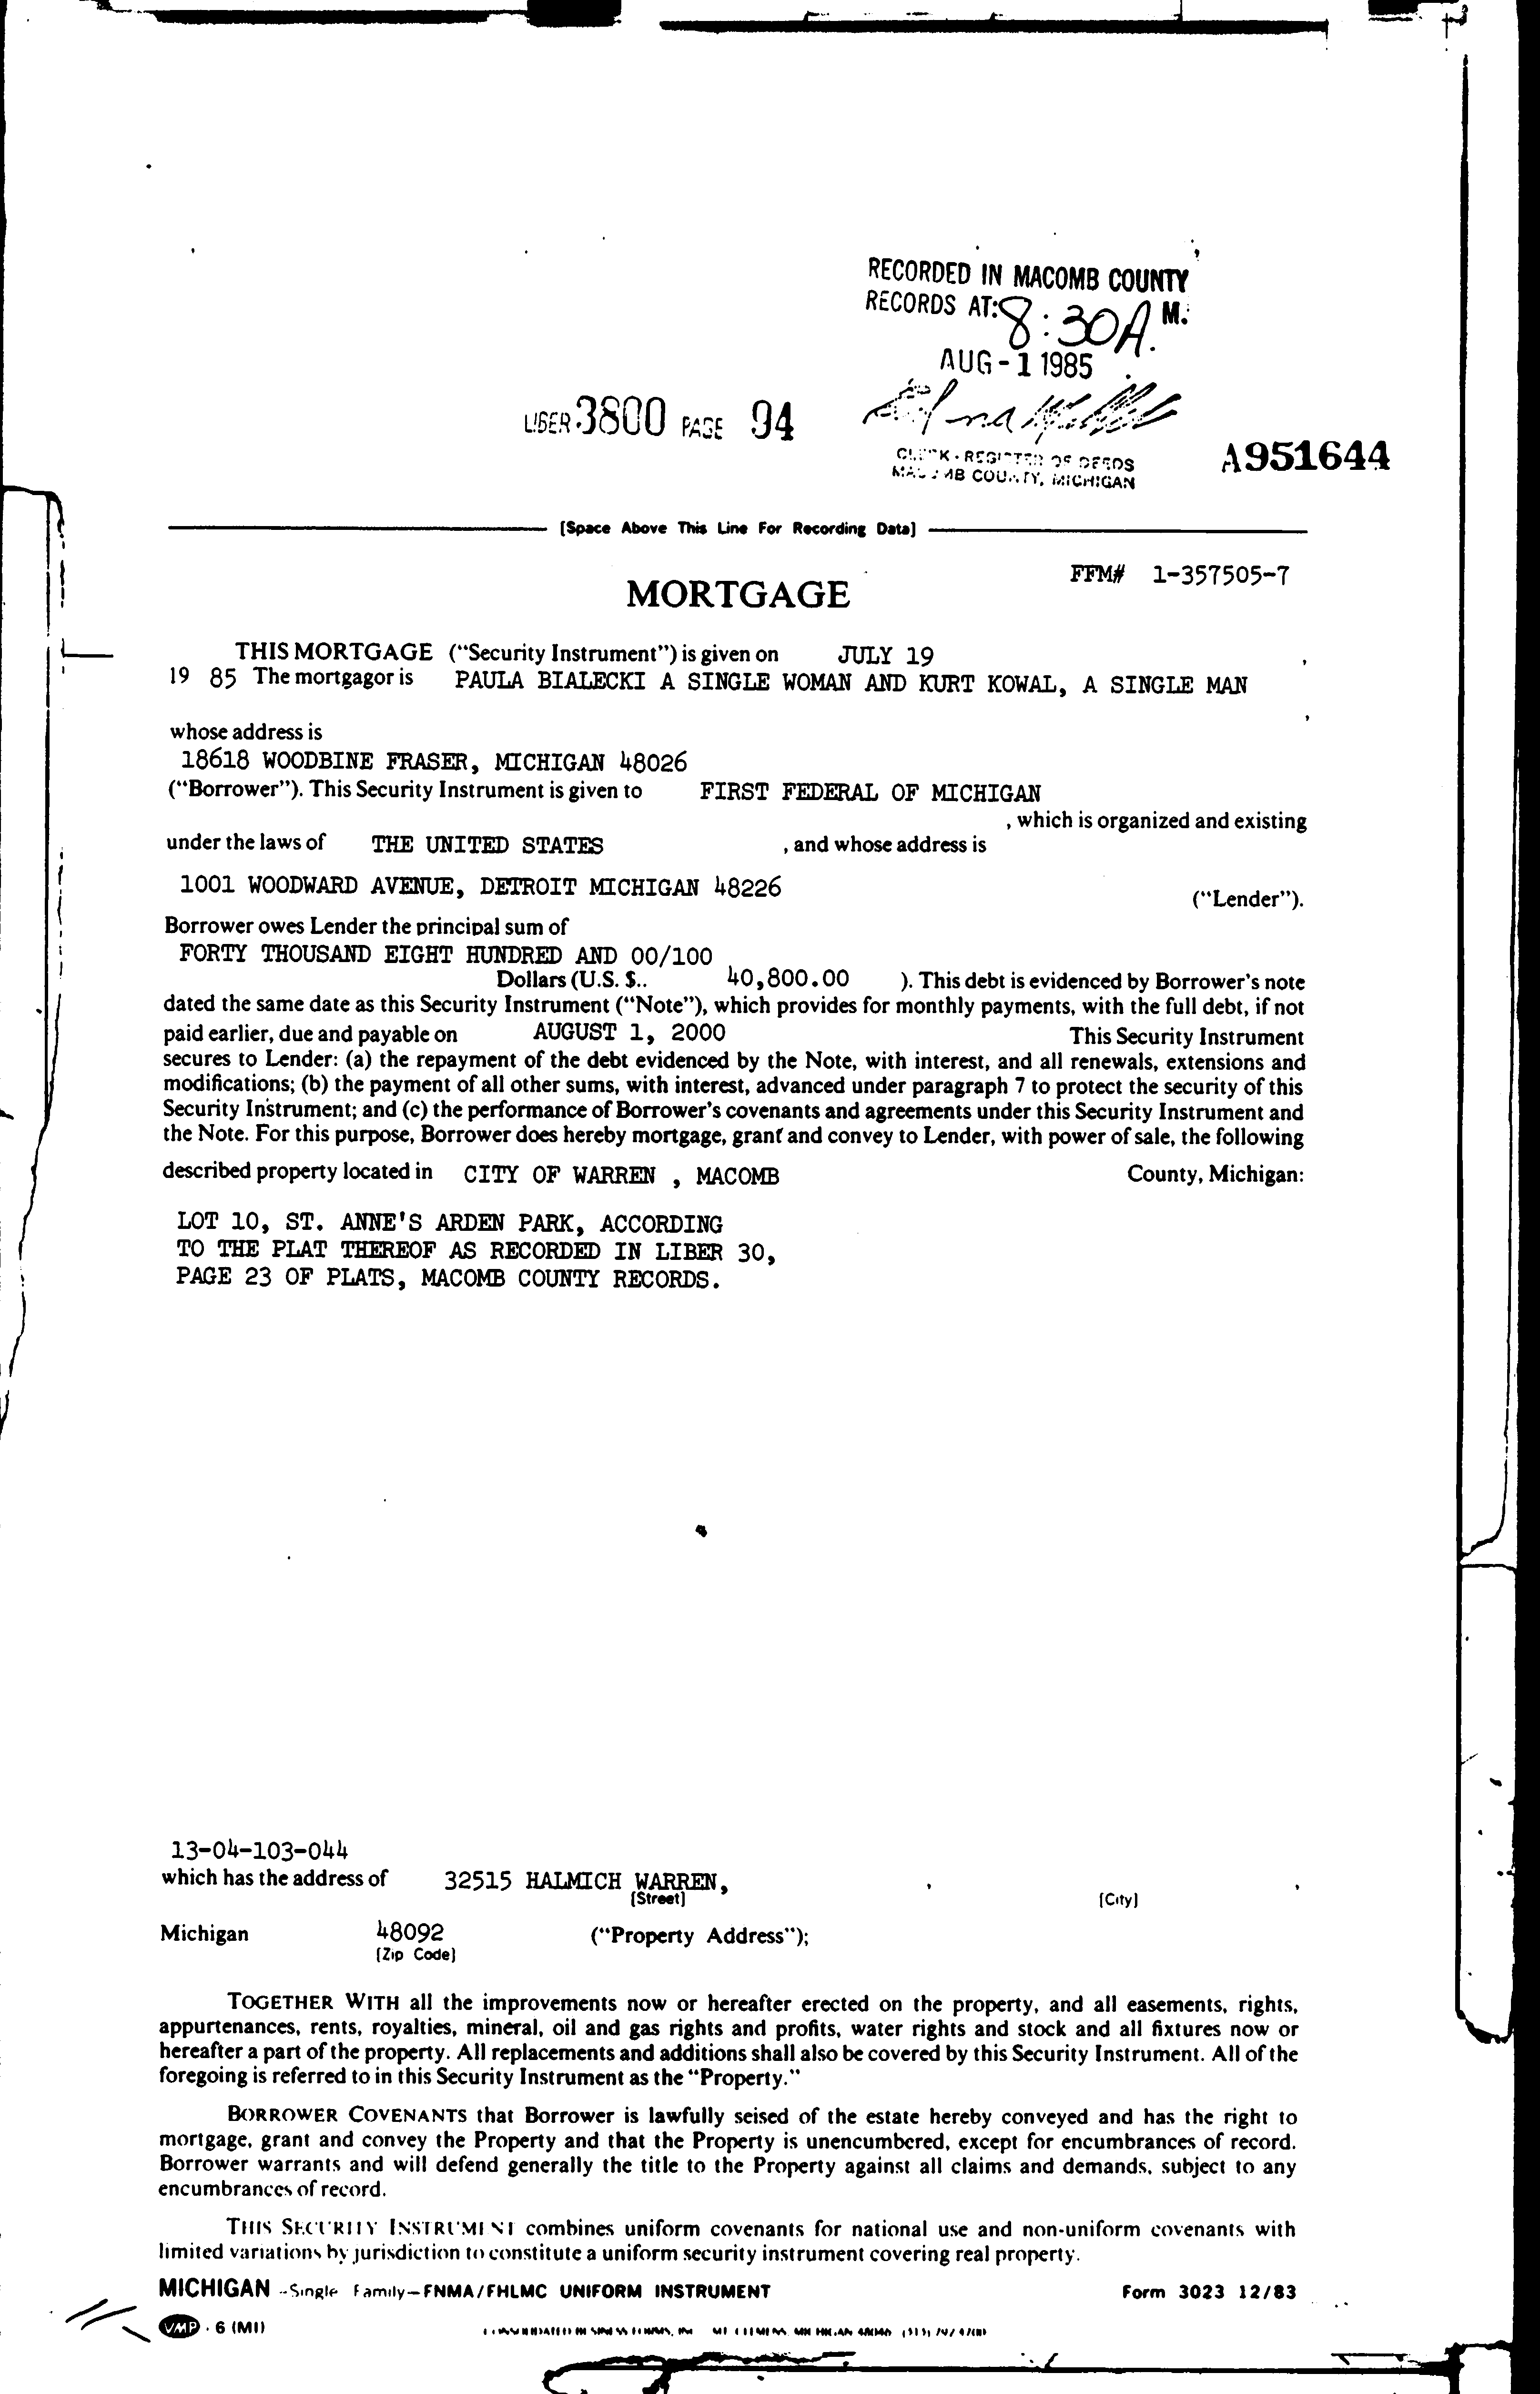 RECORDED IN MACOMB COUNTY
RECORDS AT: 8:30 A. M.
AUG - 1 1985
LIBER 3800 PAGE 94
CLERK - REGISTER OF DEEDS
MACOMB COUNTY, MICHIGAN
A951644
[Space Above This Line For Recording Data]
FFM# 1-357505-7
MORTGAGE
THIS MORTGAGE (“Security Instrument”) is given on JULY 19 ,
19 85 The mortgagor is PAULA BIALECKI A SINGLE WOMAN AND KURT KOWAL, A SINGLE MAN
,
whose address is
18618 WOODBINE FRASER, MICHIGAN 48026
(“Borrower”). This Security Instrument is given to FIRST FEDERAL OF MICHIGAN
, which is organized and existing
under the laws of THE UNITED STATES , and whose address is
1001 WOODWARD AVENUE, DETROIT MICHIGAN 48226
(“Lender”).
Borrower owes Lender the principal sum of
FORTY THOUSAND EIGHT HUNDRED AND 00/100
Dollars (U.S. $.. 40,800.00 ). This debt is evidenced by Borrower's note
dated the same date as this Security Instrument (“Note”), which provides for monthly payments, with the full debt, if not
paid earlier, due and payable on AUGUST 1, 2000 This Security Instrument
secures to Lender: (a) the repayment of the debt evidenced by the Note, with interest, and all renewals, extensions and
modifications; (b) the payment of all other sums, with interest, advanced under paragraph 7 to protect the security of this
Security Instrument; and (c) the performance of Borrower's covenants and agreements under this Security Instrument and
the Note. For this purpose, Borrower does hereby mortgage, grant and convey to Lender, with power of sale, the following
described property located in CITY OF WARREN , MACOMB County, Michigan:
LOT 10, ST. ANNE'S ARDEN PARK, ACCORDING
TO THE PLAT THEREOF AS RECORDED IN LIBER 30,
PAGE 23 OF PLATS, MACOMB COUNTY RECORDS.
13-04-103-044
which has the address of 32515 HALMICH WARREN, , ,
[Street] [City]
Michigan 48092 (“Property Address”);
[Zip Code]
TOGETHER WITH all the improvements now or hereafter erected on the property, and all easements, rights,
appurtenances, rents, royalties, mineral, oil and gas rights and profits, water rights and stock and all fixtures now or
hereafter a part of the property. All replacements and additions shall also be covered by this Security Instrument. All of the
foregoing is referred to in this Security Instrument as the “Property.”
BORROWER COVENANTS that Borrower is lawfully seised of the estate hereby conveyed and has the right to
mortgage, grant and convey the Property and that the Property is unencumbered, except for encumbrances of record.
Borrower warrants and will defend generally the title to the Property against all claims and demands, subject to any
encumbrances of record.
THIS SECURITY INSTRUMENT combines uniform covenants for national use and non-uniform covenants with
limited variations by jurisdiction to constitute a uniform security instrument covering real property.
MICHIGAN - Single Family - FNMA/FHLMC UNIFORM INSTRUMENT Form 3023 12/83
VMP - 6 (MI)